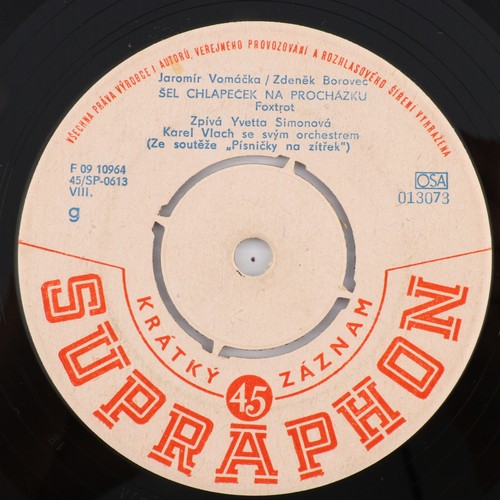 VŠECHNA PRÁVA VÝROBCE I AUTORŮ, VEREJNÉHO PROVOZOVÁNÍ A ROZHLASOVÉHO ŠÍŘENÍ VYHRAŽENA
Jaromír Vomáčka / Zdeněk Borovec
ŠEL CHLAPEČEK NA PROCHÁZKU
Foxtrot
Zpívá Yvetta Simonová
Karel Vlach se svým orchestrem
(Ze soutěže „Písničky na zítřek")
F 09 10964
45/SP-0613
VIII.
g
OSA
013073
KRÁTKÝ 45 ZÁZNAM
SUPRAPHON